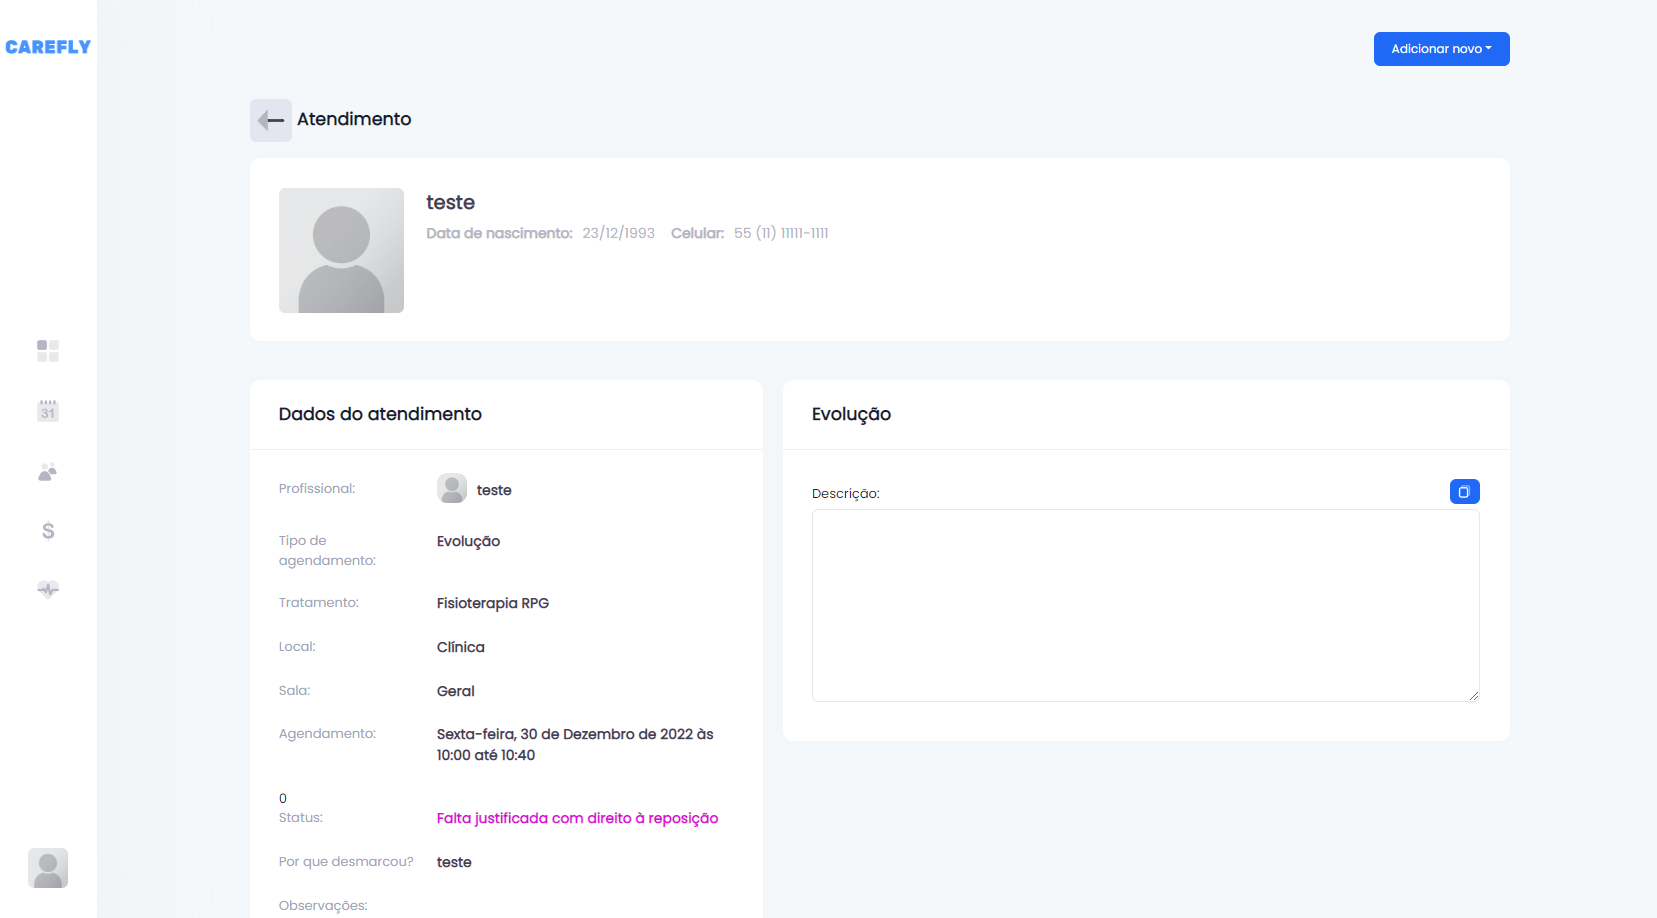 CAREFLY
Adicionar novo
Atendimento
teste
Data de nascimento: 23/12/1993 Celular: 55 (11) 11111-1111
Dados do atendimento
Profissional: teste
Tipo de agendamento: Evolução
Tratamento: Fisioterapia RPG
Local: Clínica
Sala: Geral
Agendamento: Sexta-feira, 30 de Dezembro de 2022 às
10:00 até 10:40
0
Status: Falta justificada com direito à reposição
Por que desmarcou? teste
Observações:
Evolução
Descrição:
31
$